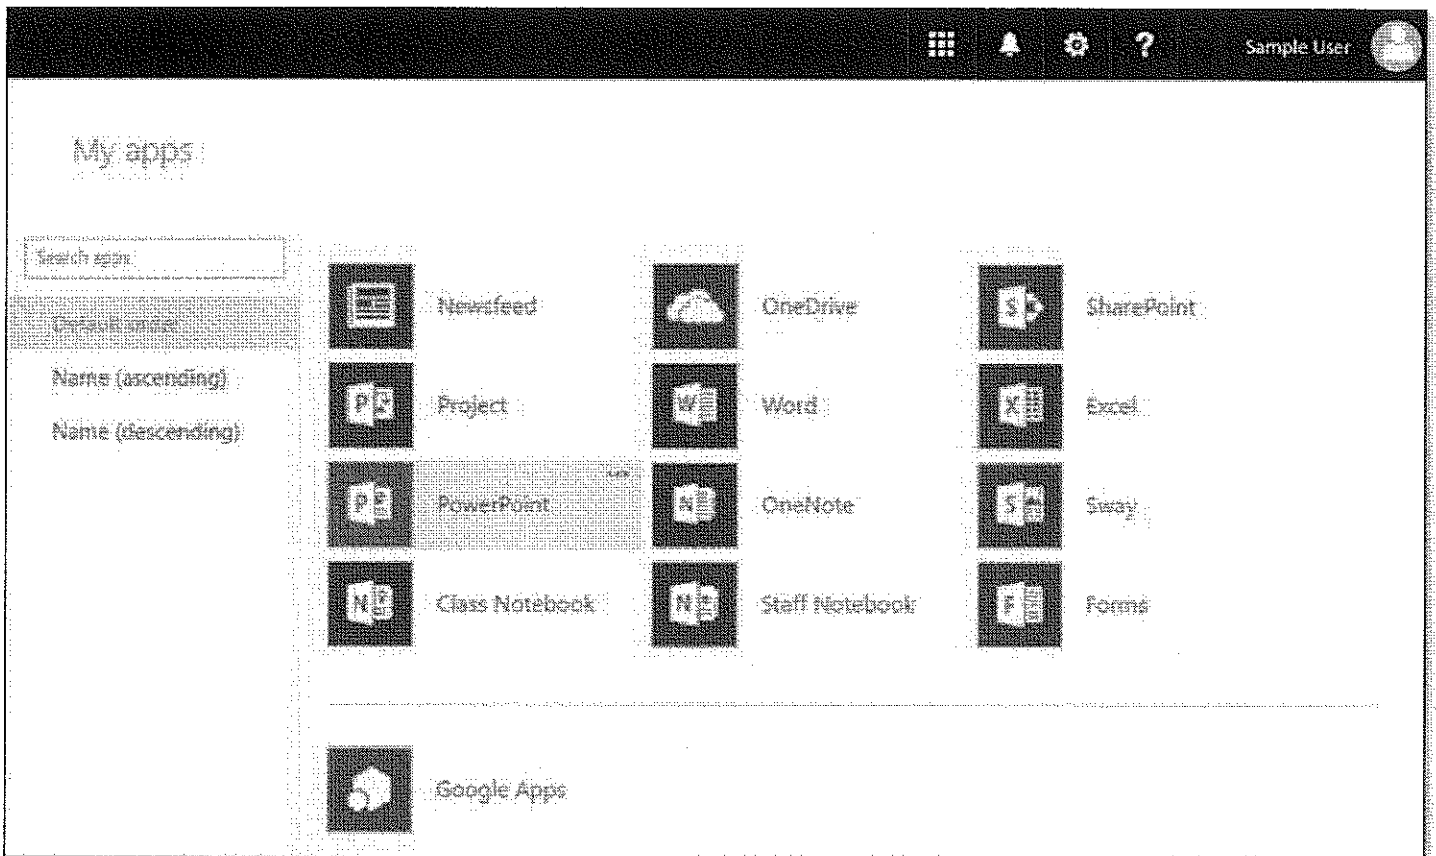 Sample User
My apps
Search apps
Name (ascending)
Name (descending)
Newsfeed
OneDrive
SharePoint
Project
Word
Excel
PowerPoint
OneNote
Sway
Class Notebook
Staff Notebook
Forms
Google Apps